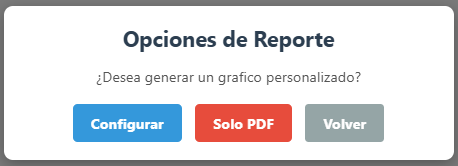 Opciones de Reporte
¿Desea generar un grafico personalizado?
Configurar Solo PDF Volver